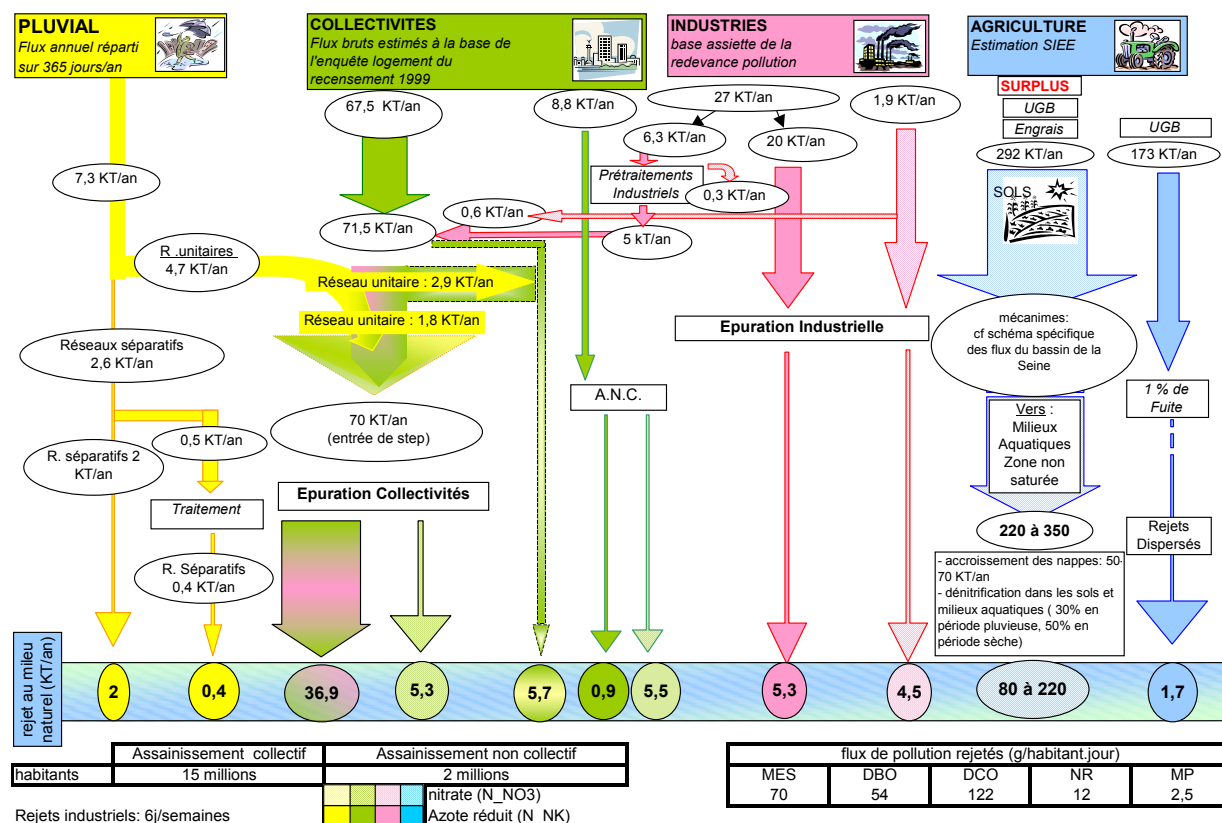 PLUVIAL
Flux annuel réparti
sur 365 jours/an
COLLECTIVITES
Flux bruts estimés à la base de
l'enquête logement du
recensement 1999
INDUSTRIES
base assiette de la
redevance pollution
AGRICULTURE
Estimation SIEE
SURPLUS
UGB
Engrais
UGB
67,5 KT/an
8,8 KT/an
27 KT/an
1,9 KT/an
6,3 KT/an
20 KT/an
292 KT/an
173 KT/an
7,3 KT/an
Prétraitements
Industriels
0,3 KT/an
SOLS
0,6 KT/an
71,5 KT/an
5 kT/an
R .unitaires
4,7 KT/an
Réseau unitaire : 2,9 KT/an
Réseau unitaire : 1,8 KT/an
Epuration Industrielle
mécanimes:
cf schéma spécifique
des flux du bassin de la
Seine
Réseaux séparatifs
2,6 KT/an
A.N.C.
1 % de
Fuite
70 KT/an
(entrée de step)
Vers :
Milieux
Aquatiques
Zone non
saturée
0,5 KT/an
R. séparatifs 2
KT/an
Epuration Collectivités
Traitement
220 à 350
Rejets
Dispersés
R. Séparatifs
0,4 KT/an
- accroissement des nappes: 50-
70 KT/an
- dénitrification dans les sols et
milieux aquatiques ( 30% en
période pluvieuse, 50% en
période sèche)
rejet au milieu
naturel (KT/an)
2
0,4
36,9
5,3
5,7
0,9
5,5
5,3
4,5
80 à 220
1,7
Assainissement collectif Assainissement non collectif
habitants 15 millions 2 millions
flux de pollution rejetés (g/habitant.jour)
MES DBO DCO NR MP
70 54 122 12 2,5
nitrate (N_NO3)
Rejets industriels: 6j/semaines
Azote réduit (N_NK)